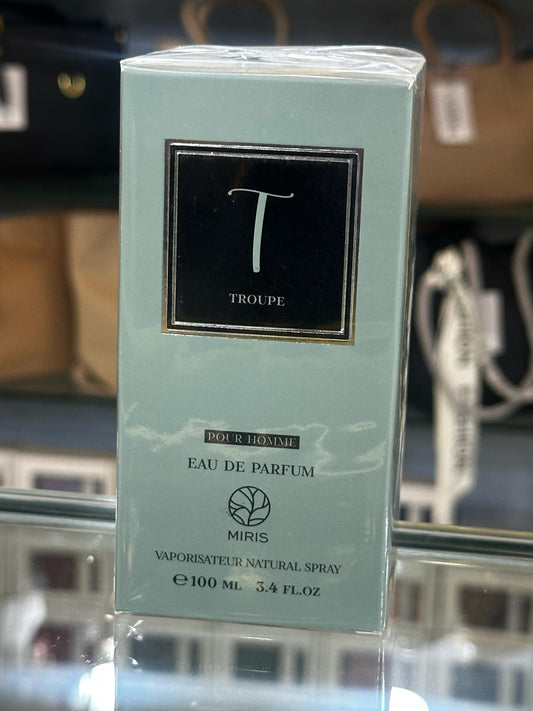 T
TROUPE
POUR HOMME
EAU DE PARFUM
MIRIS
VAPORISATEUR NATURAL SPRAY
℮100 ML 3.4 FL.OZ